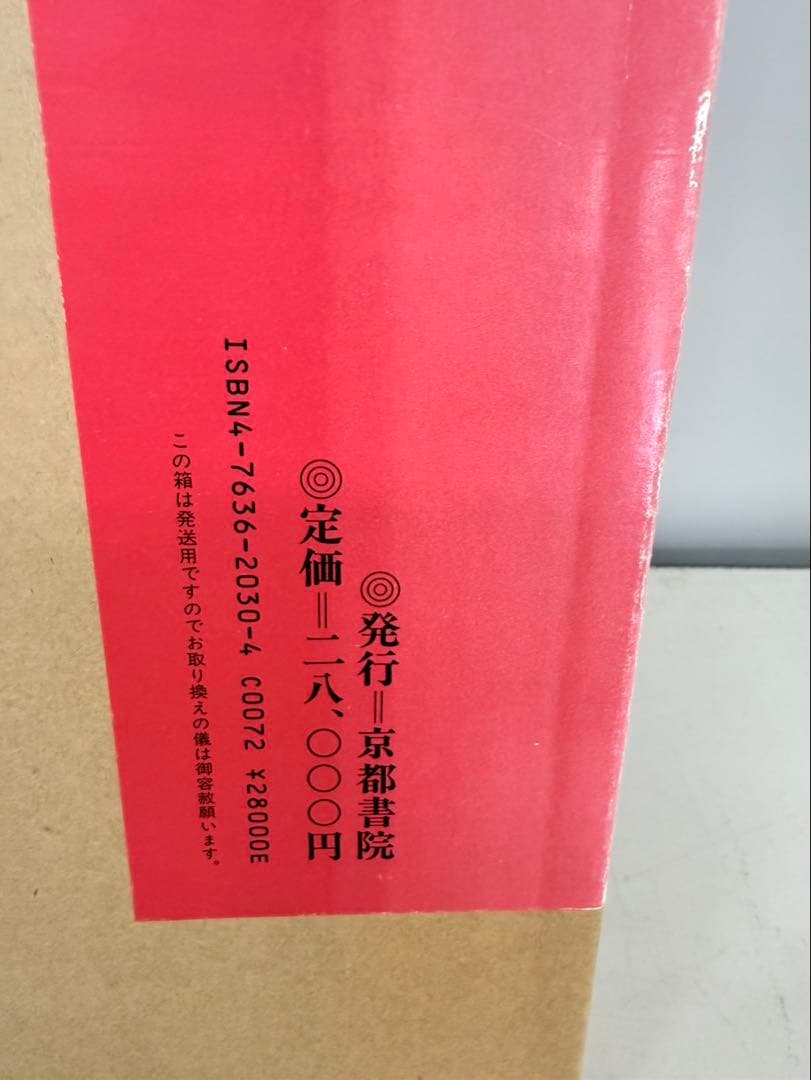 ◎発行＝京都書院
◎定価＝二八、〇〇〇円
ISBN4-7636-2030-4 C0072 ¥28000E
この箱は発送用ですのでお取り換えの儀は御容赦願います。